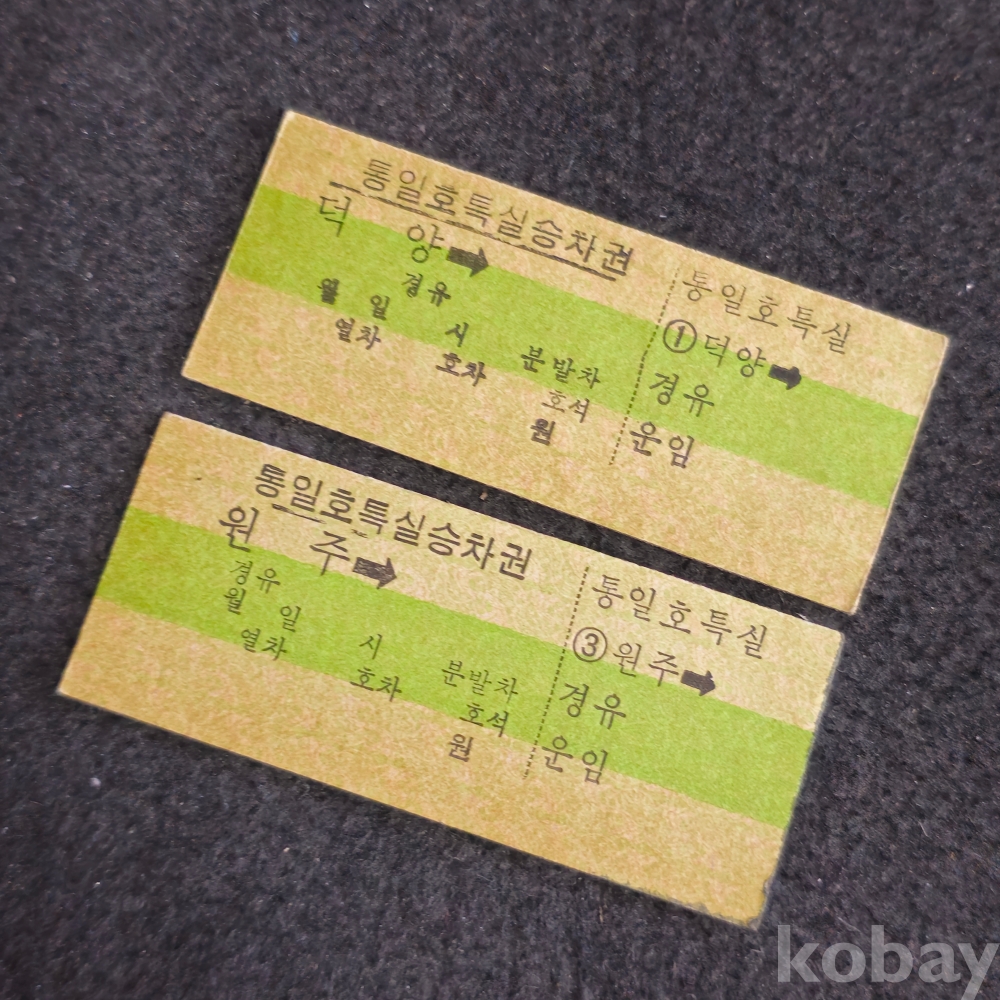 통일호특실승차권
덕 양➡
경유
월 일 시 분발차
열차 호차 호석
원
통일호특실
①덕양➡
경유
운임
통일호특실승차권
원 주➡
경유
월 일 시 분발차
열차 호차 호석
원
통일호특실
③원주➡
경유
운임
kobay